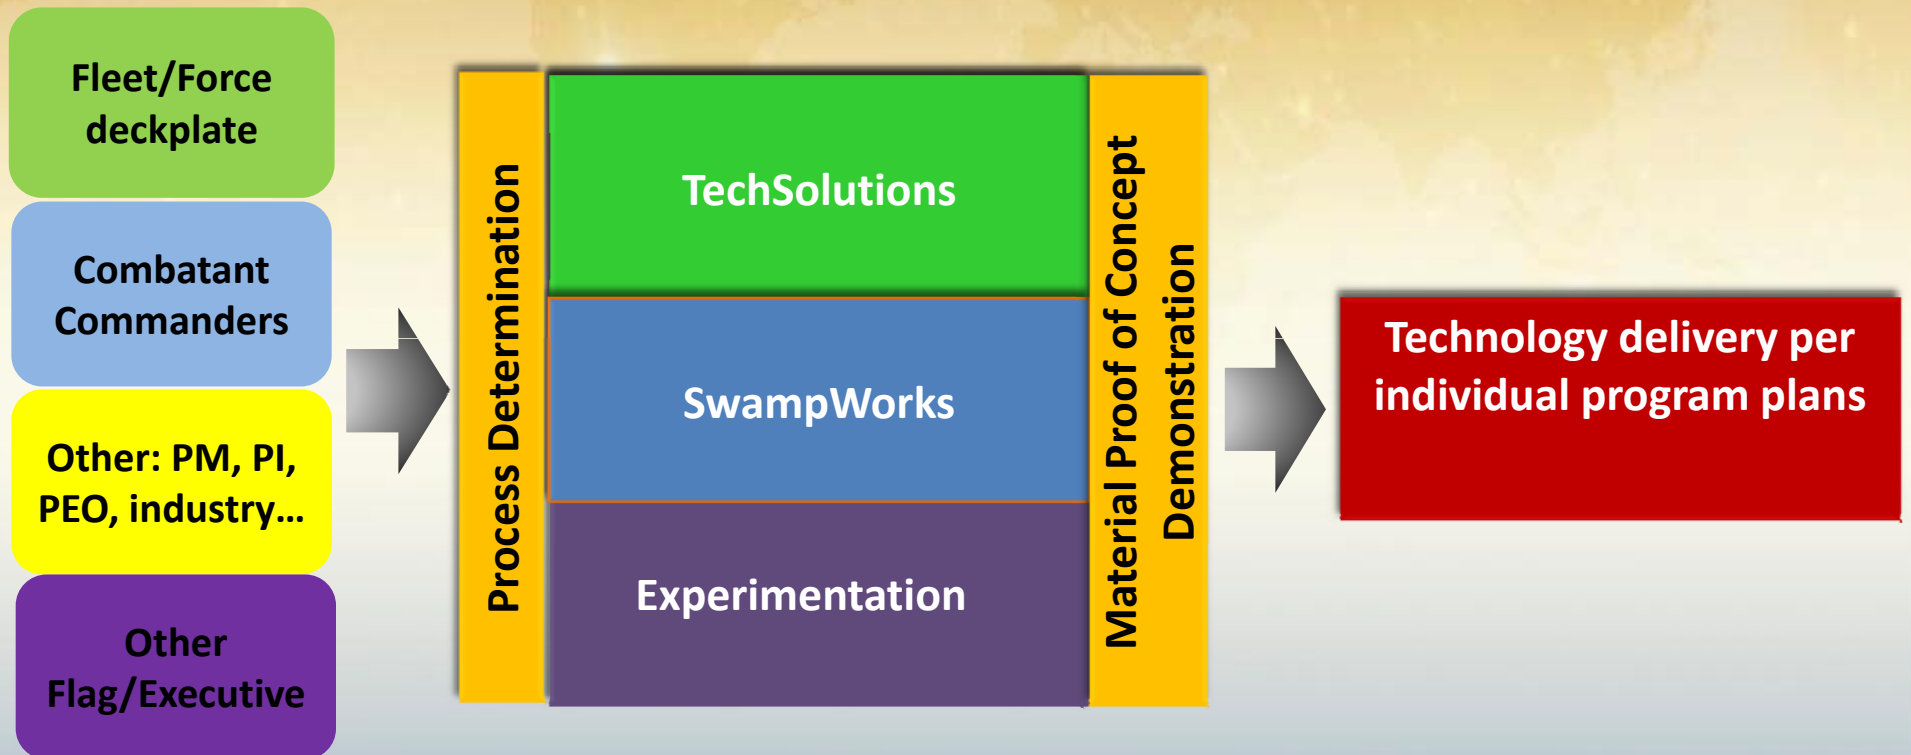 Fleet/Force
deckplate
Combatant
Commanders
Other: PM, PI,
PEO, industry…
Other
Flag/Executive
Process Determination
TechSolutions
SwampWorks
Experimentation
Material Proof of Concept
Demonstration
Technology delivery per
individual program plans